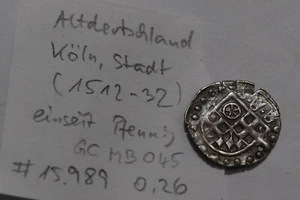 Altdeutschland
Köln, Stadt
(1512-32)
einseit Pfennig
GC MB 045
#15.989 0,26